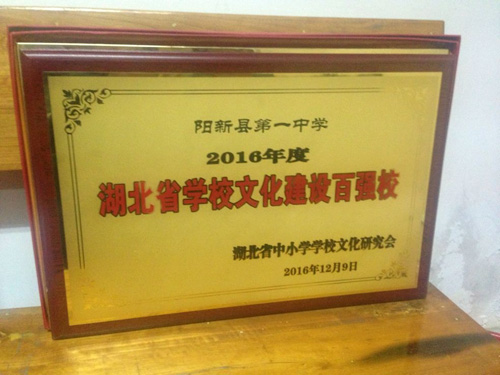 阳新县第一中学
2016年度
湖北省学校文化建设百强校
湖北省中小学学校文化研究会
2016年12月9日